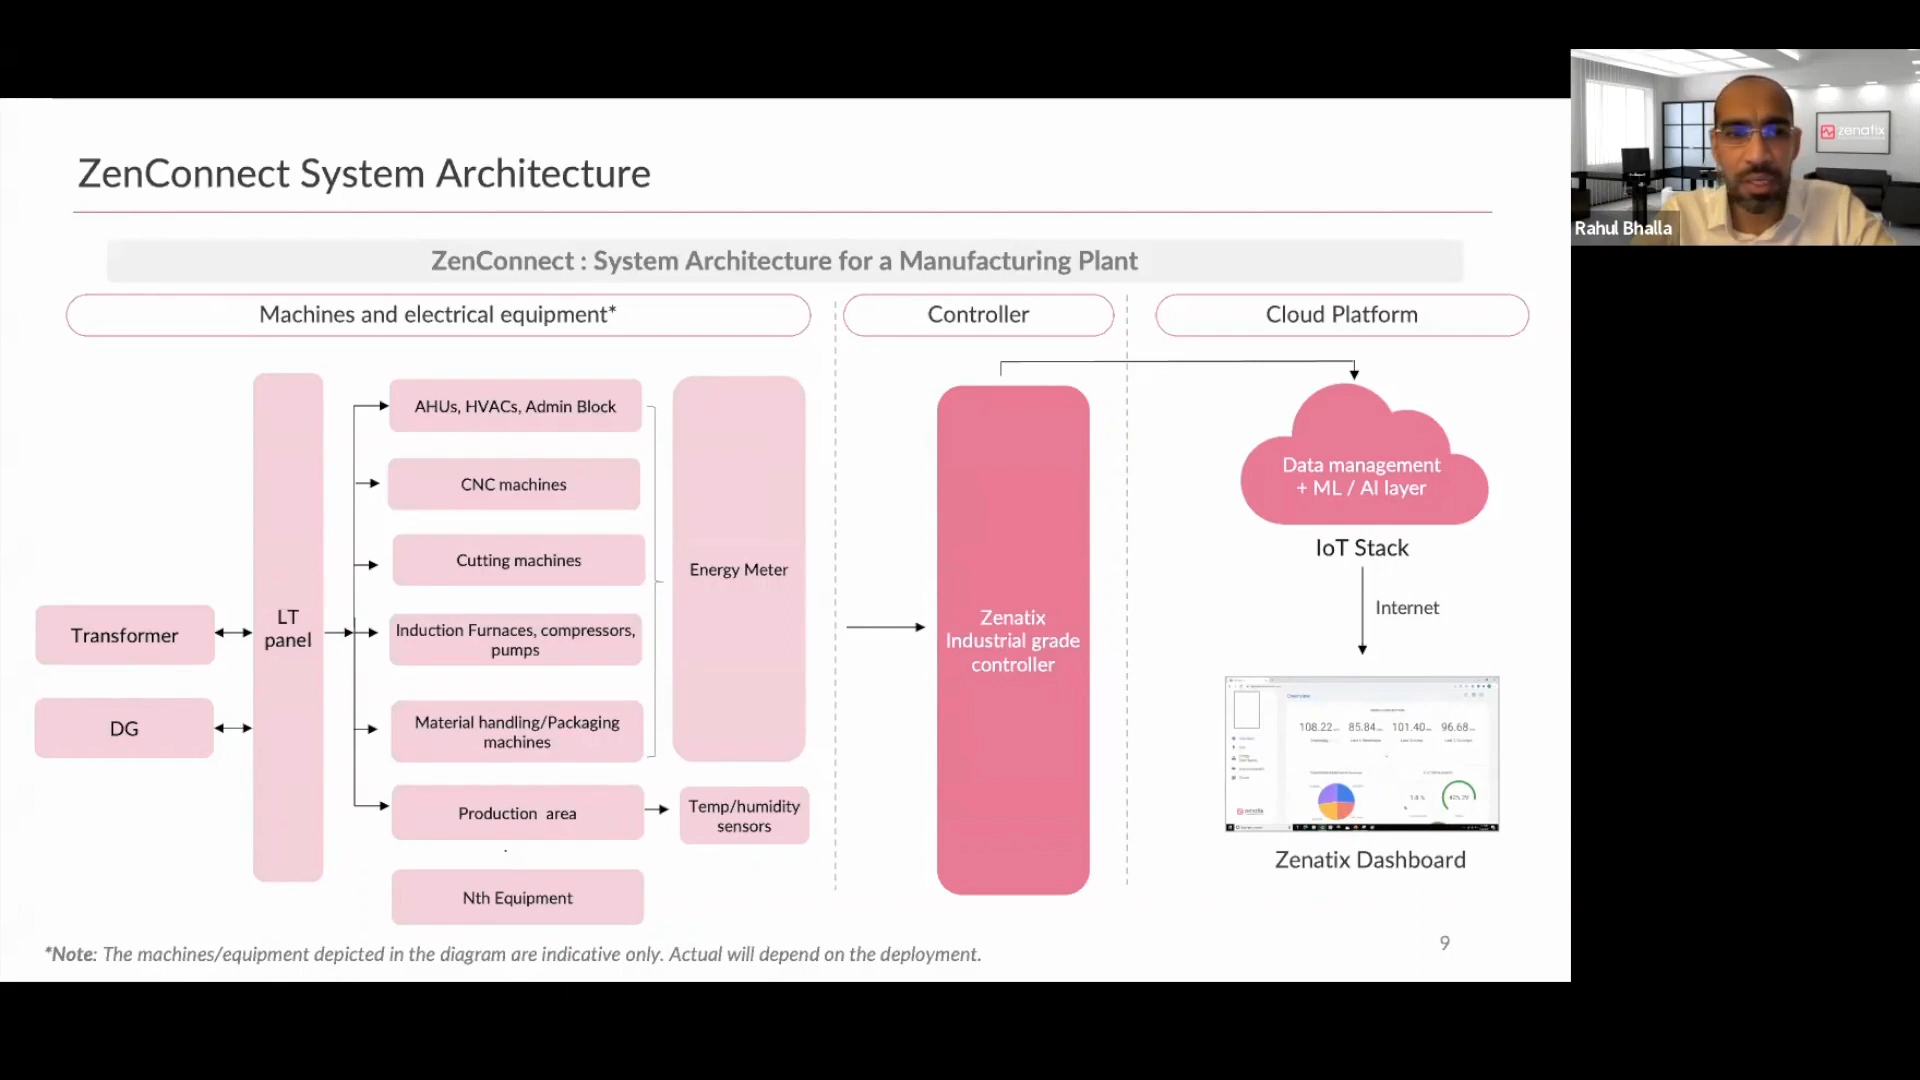 zenatix
Rahul Bhalla
ZenConnect System Architecture
ZenConnect : System Architecture for a Manufacturing Plant
Machines and electrical equipment*
Controller
Cloud Platform
AHUs, HVACs, Admin Block
CNC machines
Cutting machines
Induction Furnaces, compressors,
pumps
Material handling/Packaging
machines
Production area
.
Nth Equipment
Transformer
DG
LT
panel
Energy Meter
Temp/humidity
sensors
Zenatix
Industrial grade
controller
Data management
+ ML / AI layer
IoT Stack
Internet
Overview
108.22 85.84 101.40 96.68
zenatix
Zenatix Dashboard
*Note: The machines/equipment depicted in the diagram are indicative only. Actual will depend on the deployment.
9